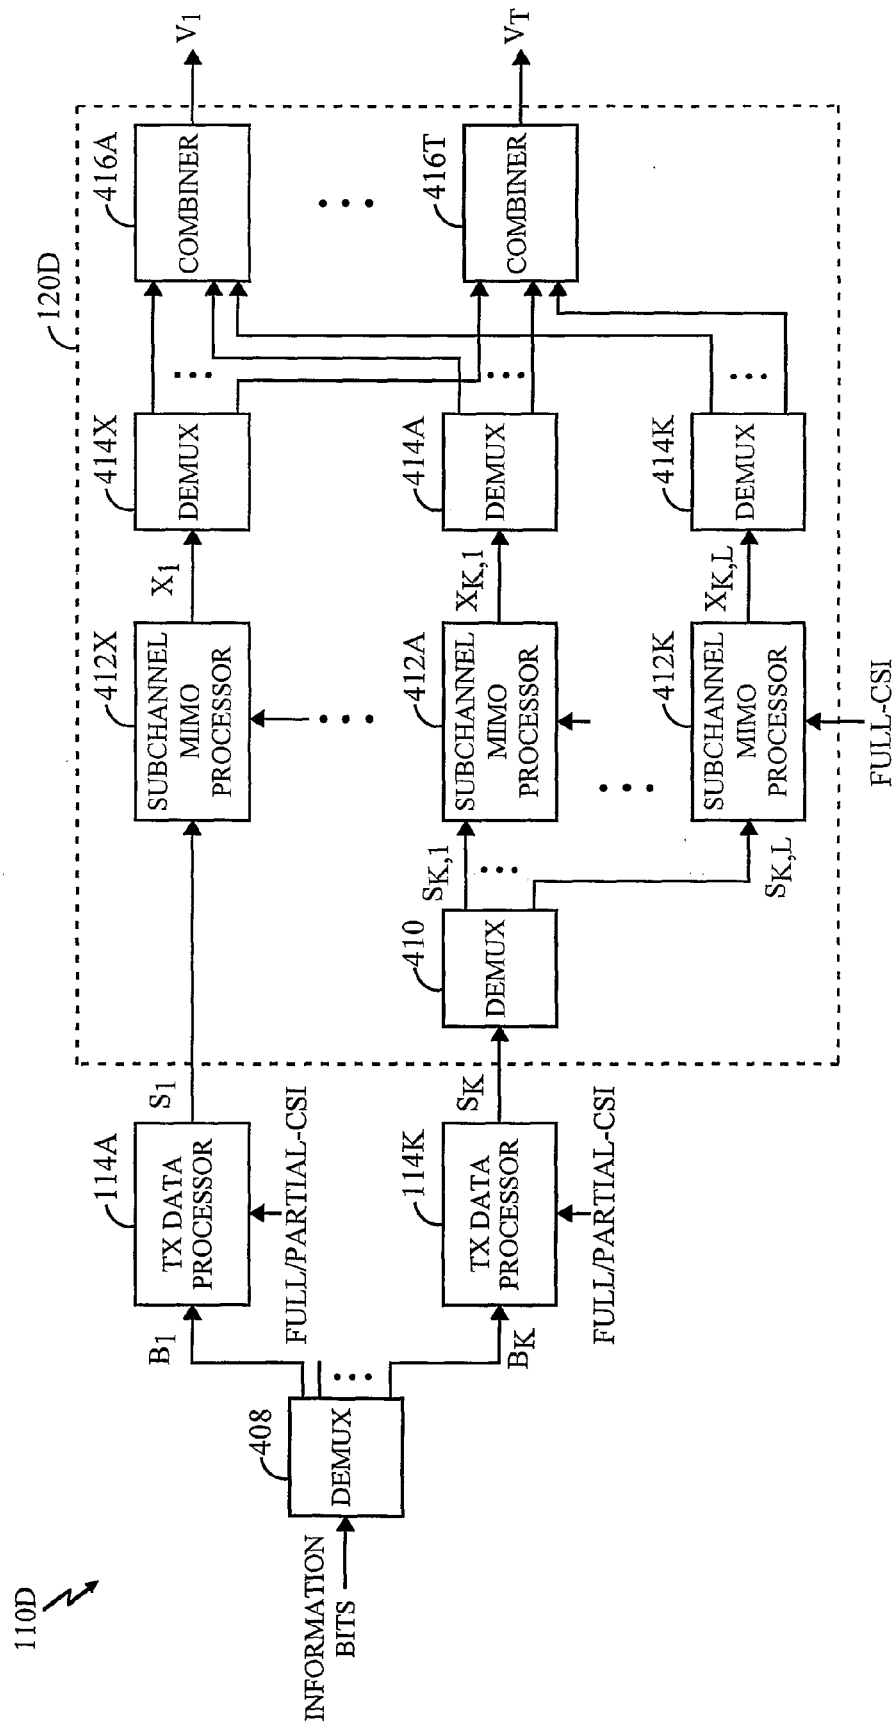 110D
INFORMATION
BITS
408
DEMUX
B1
BK
114A
TX DATA
PROCESSOR
FULL/PARTIAL-CSI
114K
TX DATA
PROCESSOR
FULL/PARTIAL-CSI
S1
SK
120D
410
DEMUX
SK,1
SK,L
412X
SUBCHANNEL
MIMO
PROCESSOR
412A
SUBCHANNEL
MIMO
PROCESSOR
412K
SUBCHANNEL
MIMO
PROCESSOR
FULL-CSI
X1
XK,1
XK,L
414X
DEMUX
414A
DEMUX
414K
DEMUX
416A
COMBINER
416T
COMBINER
V1
VT